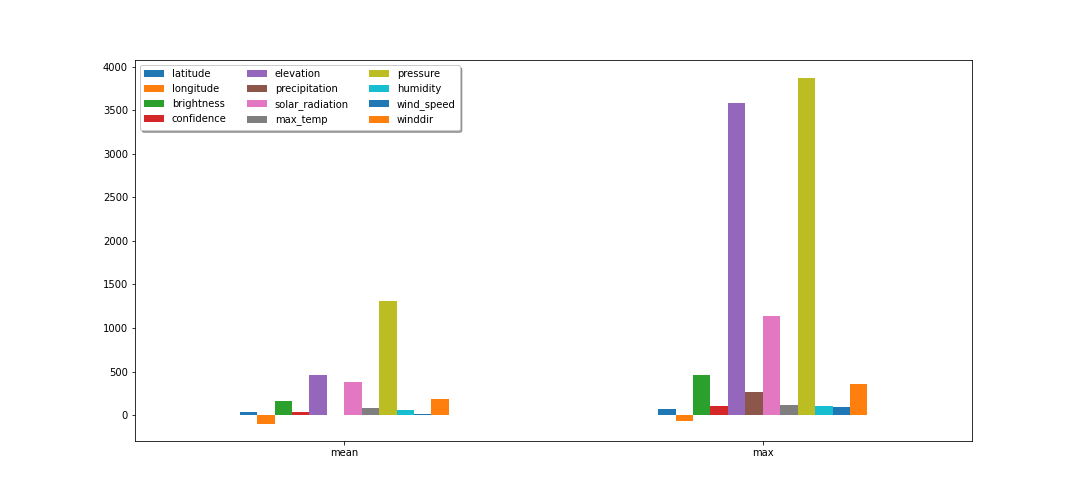 4000
3500
3000
2500
2000
1500
1000
500
0
latitude elevation pressure
longitude precipitation humidity
brightness solar_radiation wind_speed
confidence max_temp winddir
mean max